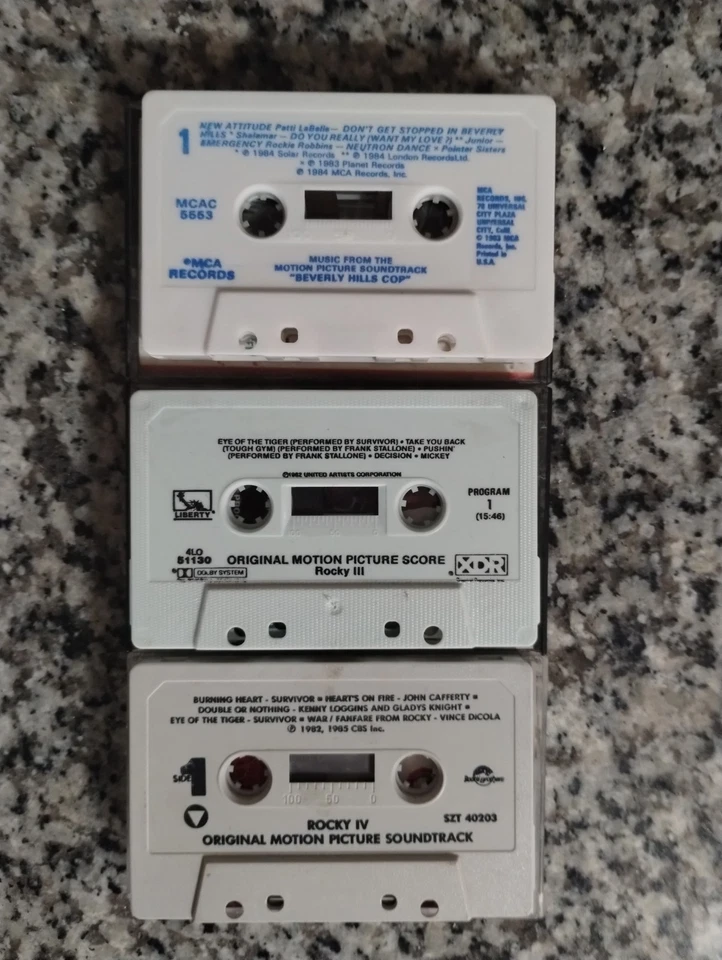 1
NEW ATTITUDE Patti LaBelle — DON'T GET STOPPED IN BEVERLY
HILLS * Shalamar — DO YOU REALLY (WANT MY LOVE?) ** Junior —
EMERGENCY Rockie Robbins — NEUTRON DANCE + Pointer Sisters
* ℗ 1984 Solar Records ** ℗ 1984 London Records Ltd.
+ ℗ 1983 Planet Records
℗ 1984 MCA Records, Inc.
MCAC
5553
MCA
RECORDS, INC.
70 UNIVERSAL
CITY PLAZA
UNIVERSAL
CITY, Calif.
© 1983 MCA
Records, Inc.
Printed in
U.S.A.
MCA
RECORDS
MUSIC FROM THE
MOTION PICTURE SOUNDTRACK
"BEVERLY HILLS COP"
EYE OF THE TIGER (PERFORMED BY SURVIVOR) • TAKE YOU BACK
(TOUGH GYM) (PERFORMED BY FRANK STALLONE) • PUSHIN'
(PERFORMED BY FRANK STALLONE) • DECISION • MICKEY
℗1982 UNITED ARTISTS CORPORATION
LIBERTY
PROGRAM
1
(15:46)
4LO
51130
DOLBY SYSTEM
ORIGINAL MOTION PICTURE SCORE
Rocky III
XDR
BURNING HEART - SURVIVOR ■ HEART'S ON FIRE - JOHN CAFFERTY ■
DOUBLE OR NOTHING - KENNY LOGGINS AND GLADYS KNIGHT ■
EYE OF THE TIGER - SURVIVOR ■ WAR / FANFARE FROM ROCKY - VINCE DiCOLA
℗ 1982, 1985 CBS Inc.
SIDE 1
100 50 0
SZT 40203
ROCKY IV
ORIGINAL MOTION PICTURE SOUNDTRACK